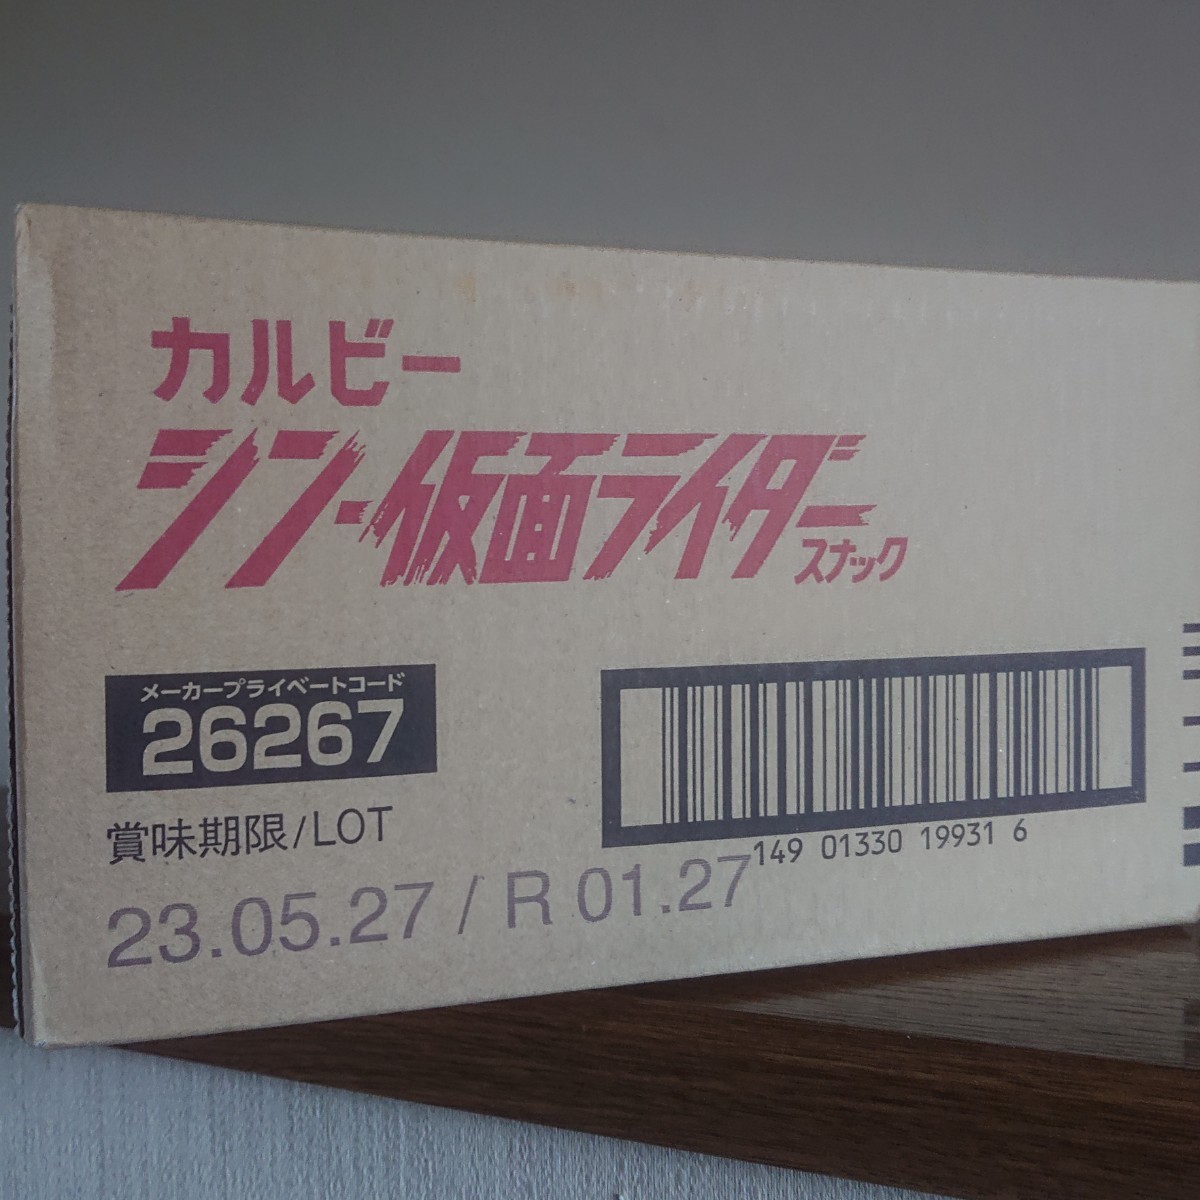 カルビー
シン・仮面ライダー
スナック
メーカープライベートコード
26267
賞味期限/LOT
23.05.27 / R 01.27
149 01330 19931 6